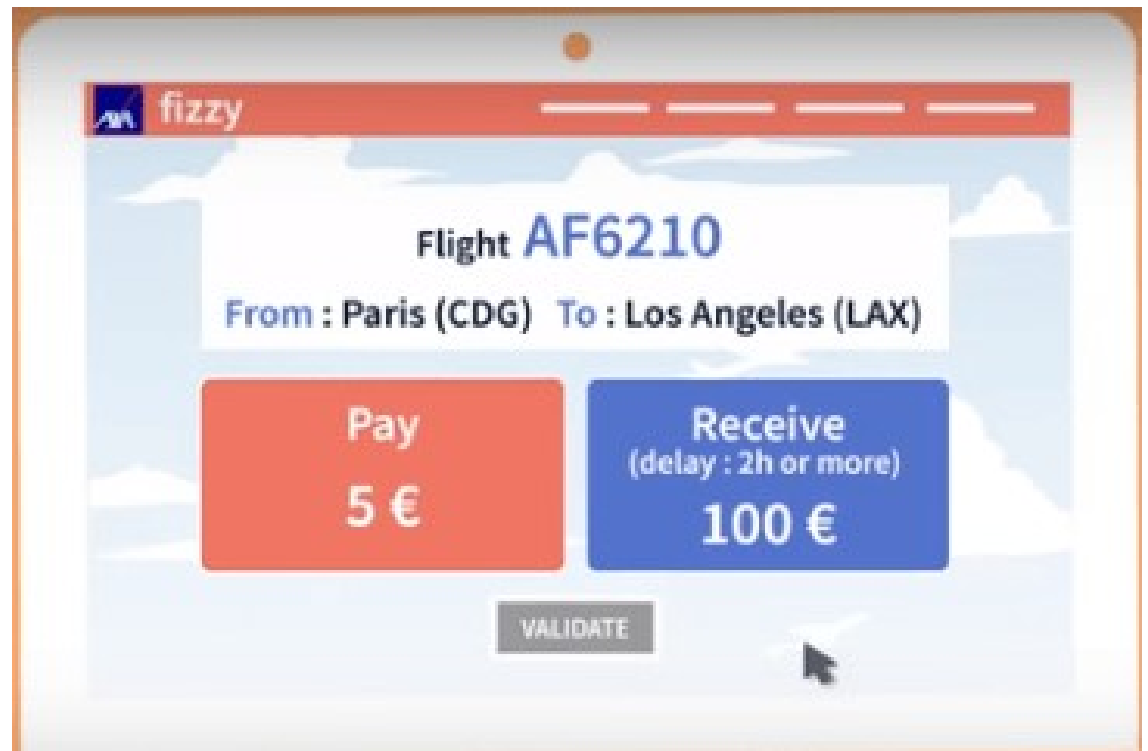 AXA fizzy
Flight AF6210
From : Paris (CDG) To : Los Angeles (LAX)
Pay
5 €
Receive
(delay : 2h or more)
100 €
VALIDATE